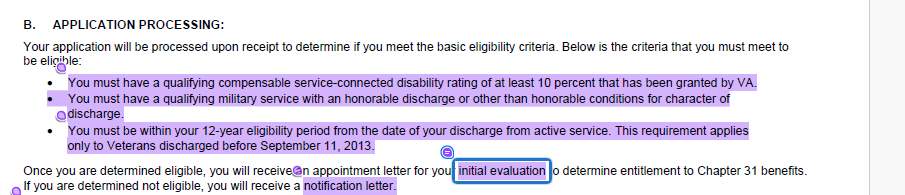 B. APPLICATION PROCESSING:
Your application will be processed upon receipt to determine if you meet the basic eligibility criteria. Below is the criteria that you must meet to
be eligible:
• You must have a qualifying compensable service-connected disability rating of at least 10 percent that has been granted by VA.
• You must have a qualifying military service with an honorable discharge or other than honorable conditions for character of
discharge.
• You must be within your 12-year eligibility period from the date of your discharge from active service. This requirement applies
only to Veterans discharged before September 11, 2013.
Once you are determined eligible, you will receive an appointment letter for your initial evaluation to determine entitlement to Chapter 31 benefits.
If you are determined not eligible, you will receive a notification letter.